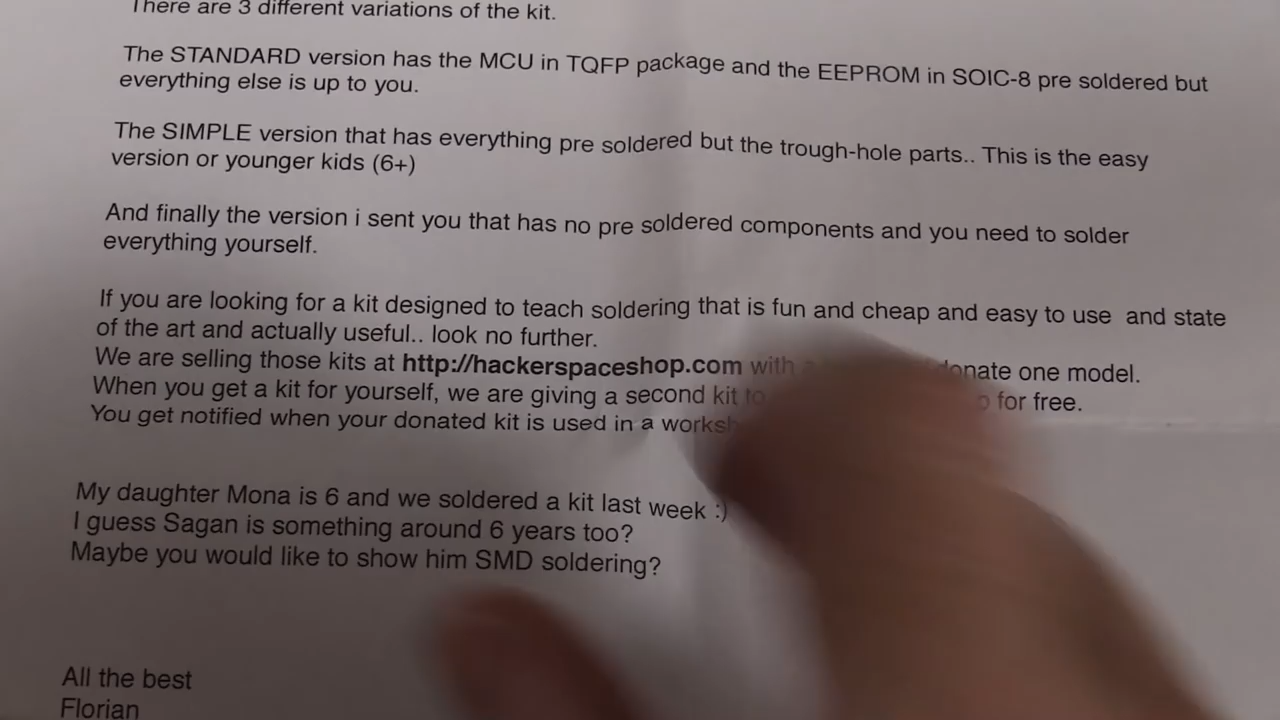 There are 3 different variations of the kit.
The STANDARD version has the MCU in TQFP package and the EEPROM in SOIC-8 pre soldered but
everything else is up to you.
The SIMPLE version that has everything pre soldered but the trough-hole parts.. This is the easy
version or younger kids (6+)
And finally the version i sent you that has no pre soldered components and you need to solder
everything yourself.
If you are looking for a kit designed to teach soldering that is fun and cheap and easy to use and state
of the art and actually useful.. look no further.
We are selling those kits at http://hackerspaceshop.com with one model.
When you get a kit for yourself, we are giving a second kit to for free.
You get notified when your donated kit is used in a
My daughter Mona is 6 and we soldered a kit last week :)
I guess Sagan is something around 6 years too?
Maybe you would like to show him SMD soldering?
All the best
Florian